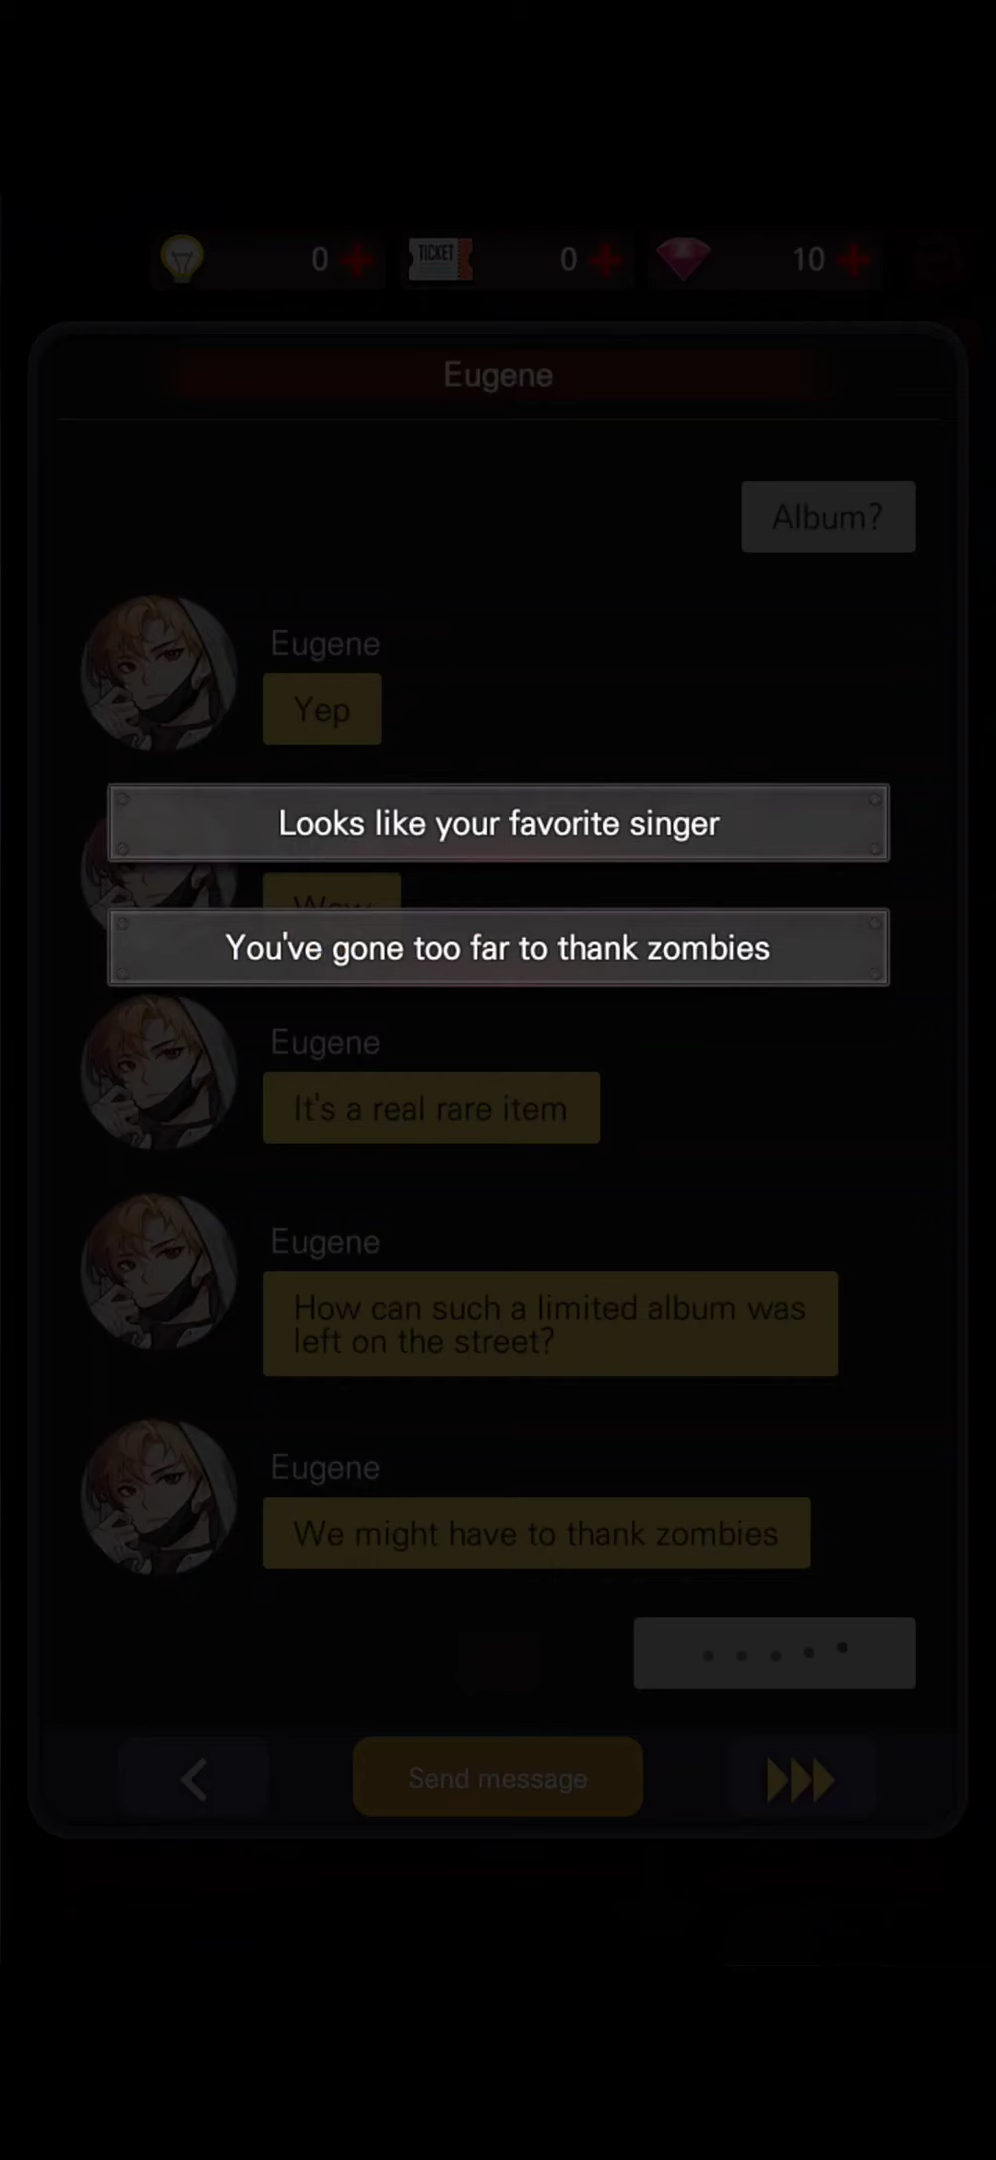 0
TICKET
0
10
Eugene
Album?
Eugene
Yep
Looks like your favorite singer
Wow
You've gone too far to thank zombies
Eugene
It's a real rare item
Eugene
How can such a limited album was
left on the street?
Eugene
We might have to thank zombies
Send message